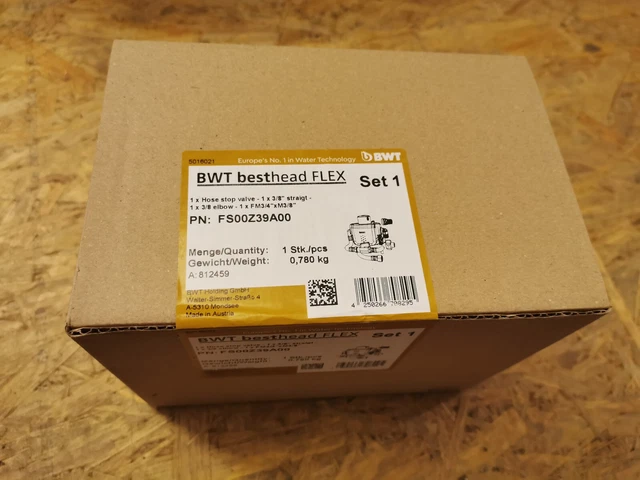 5016021 Europe's No. 1 in Water Technology BWT
BWT besthead FLEX Set 1
1 x Hose stop valve - 1 x 3/8" straigt -
1 x 3/8 elbow - 1 x FM3/4"xM3/8"
PN: FS00Z39A00
Menge/Quantity: 1 Stk./pcs
Gewicht/Weight: 0,780 kg
A: 812459
BWT Holding GmbH
Walter-Simmer-Straße 4
A-5310 Mondsee
Made in Austria
BWT besthead FLEX Set 1
PN: FS00Z39A00